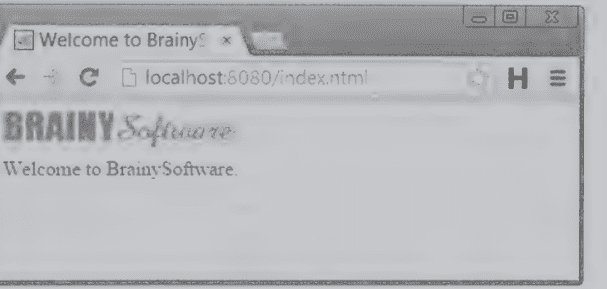 Welcome to BrainyS
localhost:8080/index.html
BRAINY Software
Welcome to BrainySoftware.